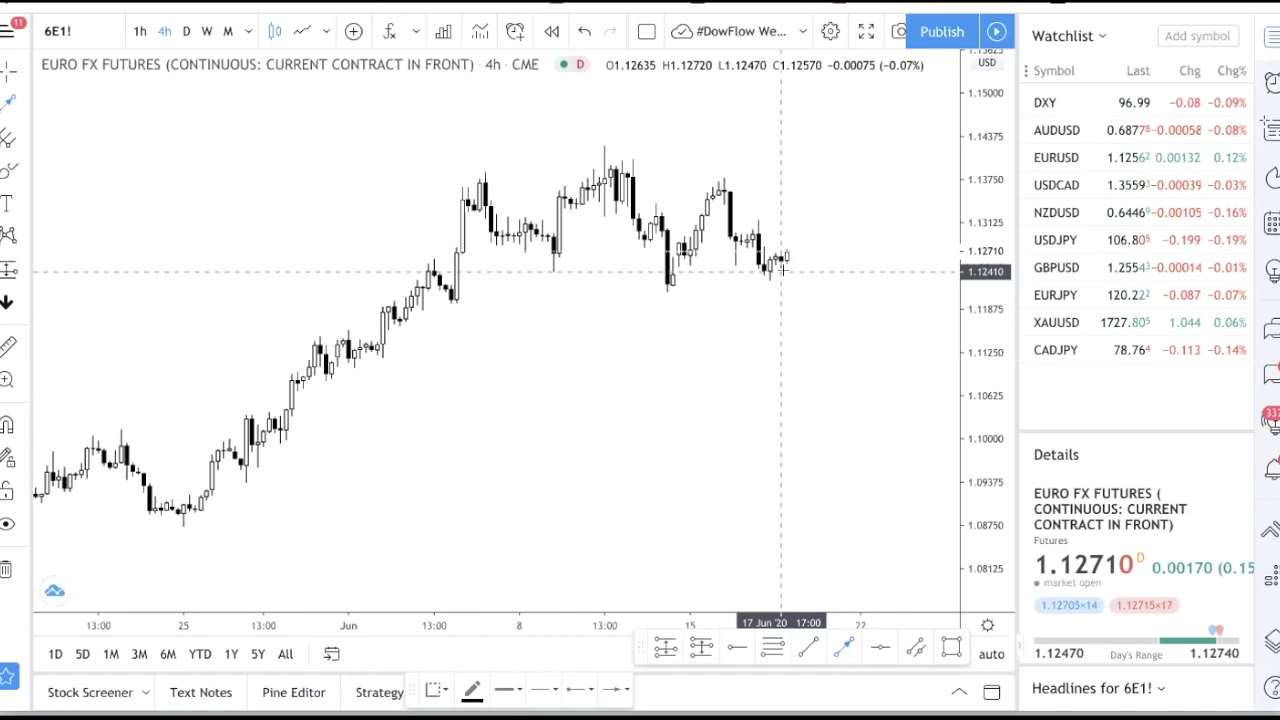 11
6E1!
1h 4h D W M
#DowFlow We...
Publish
EURO FX FUTURES (CONTINUOUS: CURRENT CONTRACT IN FRONT) · 4h · CME
D
O1.12635 H1.12720 L1.12470 C1.12570 −0.00075 (−0.07%)
USD
1.15000
1.14375
1.13750
1.13125
1.12710
1.12410
1.11875
1.11250
1.10625
1.10000
1.09375
1.08750
1.08125
13:00 25 13:00 Jun 13:00 8 13:00 15 17 Jun '20 17:00 22
1D 5D 1M 3M 6M YTD 1Y 5Y All
auto
Stock Screener Text Notes Pine Editor Strategy
Watchlist Add symbol
Symbol Last Chg Chg%
DXY 96.99 −0.08 −0.09%
AUDUSD 0.6877⁸ −0.00058 −0.08%
EURUSD 1.1256² 0.00132 0.12%
USDCAD 1.3559³ −0.00039 −0.03%
NZDUSD 0.6446⁹ −0.00105 −0.16%
USDJPY 106.80⁵ −0.199 −0.19%
GBPUSD 1.2554³ −0.00014 −0.01%
EURJPY 120.22² −0.087 −0.07%
XAUUSD 1727.80⁵ 1.044 0.06%
CADJPY 78.76⁴ −0.113 −0.14%
Details
EURO FX FUTURES (
CONTINUOUS: CURRENT
CONTRACT IN FRONT)
Futures
1.12710 D 0.00170 (0.15
market open
1.12705×14 1.12715×17
1.12470 Day's Range 1.12740
Headlines for 6E1!